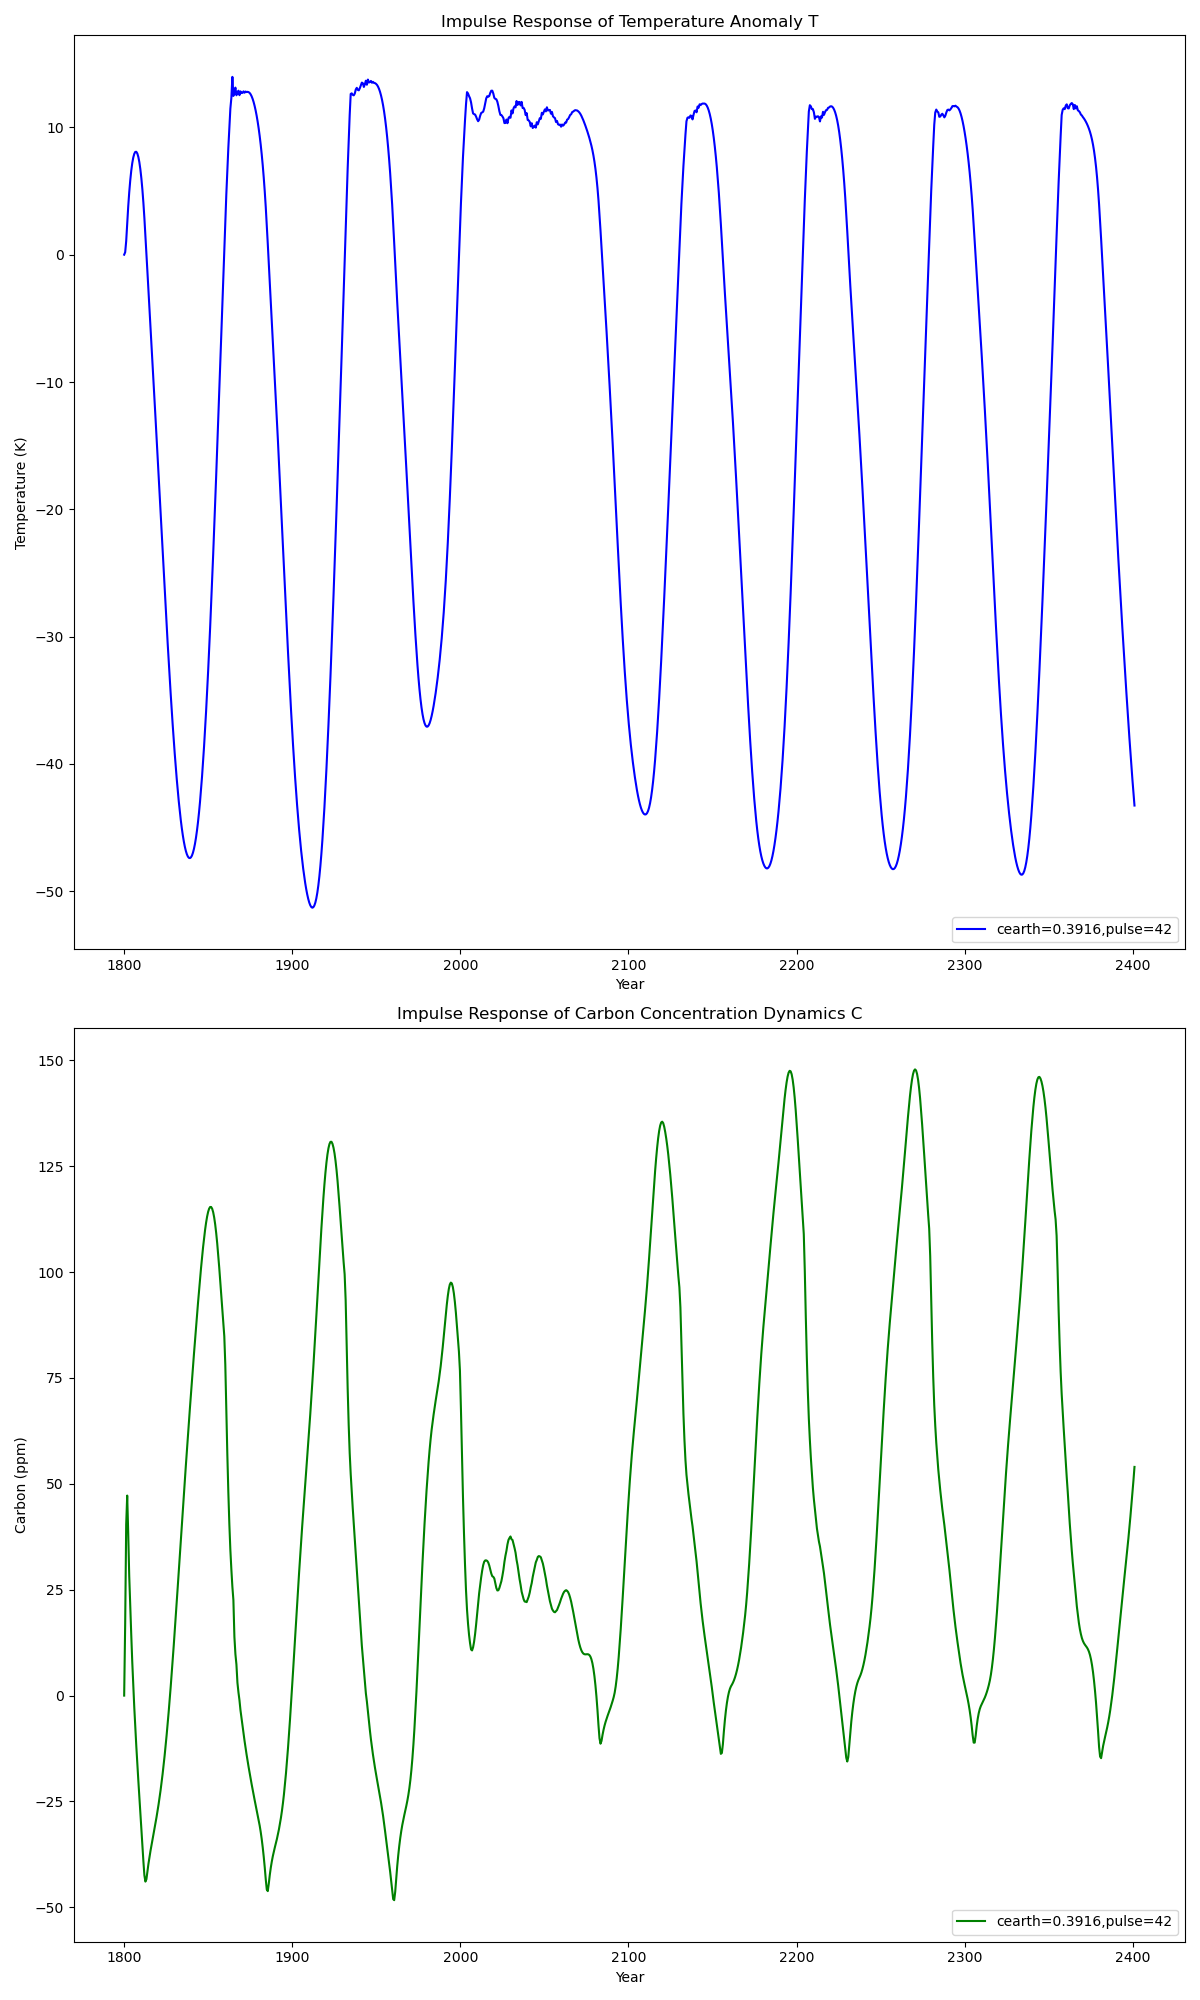 Impulse Response of Temperature Anomaly T
Temperature (K)
10
0
−10
−20
−30
−40
−50
cearth=0.3916,pulse=42
1800 1900 2000 2100 2200 2300 2400
Year
Impulse Response of Carbon Concentration Dynamics C
Carbon (ppm)
150
125
100
75
50
25
0
−25
−50
cearth=0.3916,pulse=42
1800 1900 2000 2100 2200 2300 2400
Year